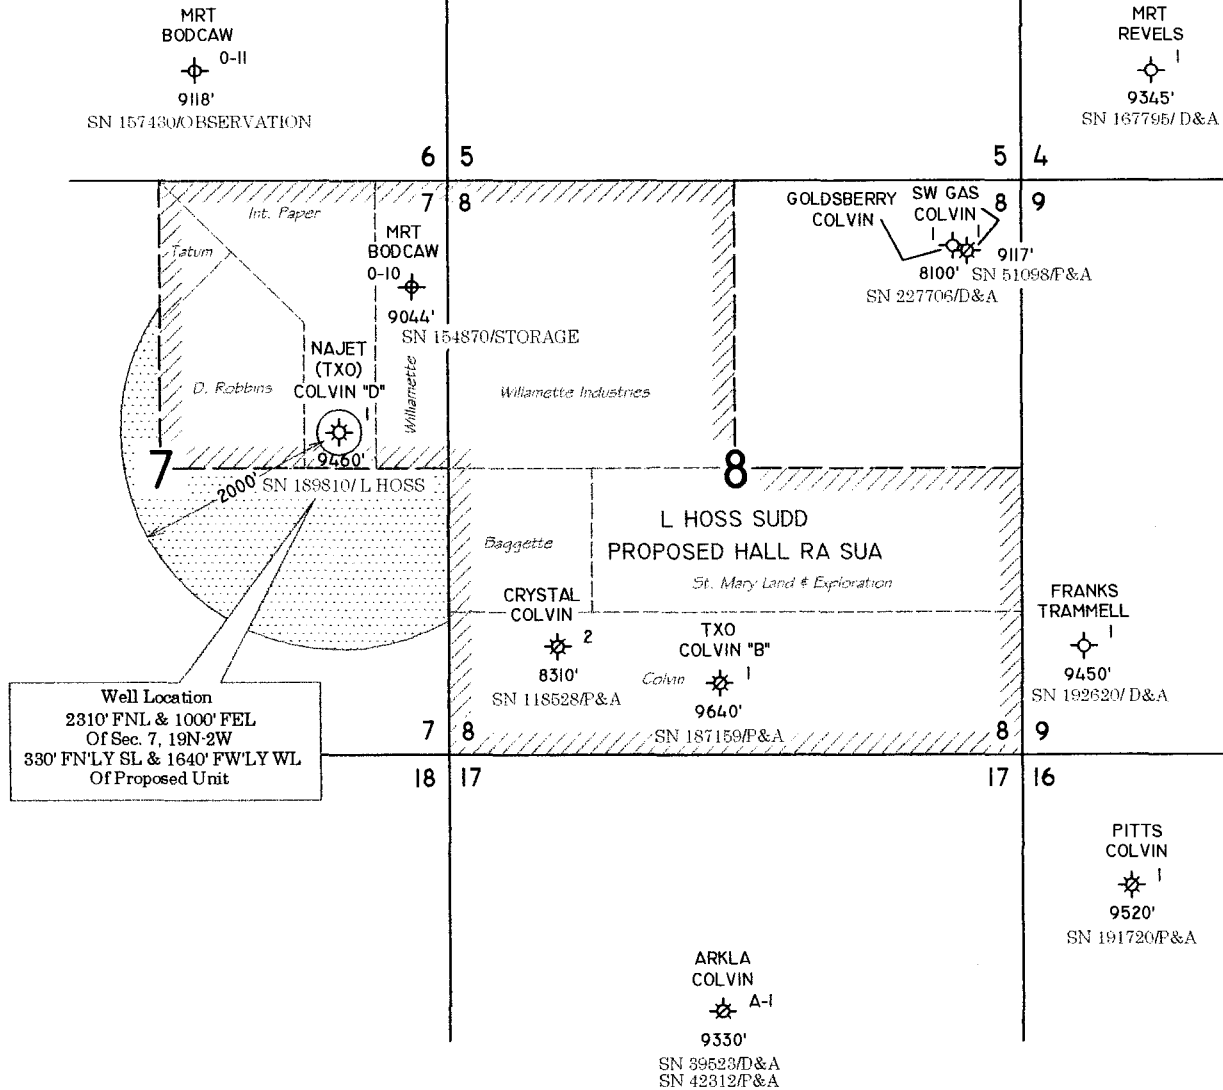 MRT
BODCAW
0-11
9118'
SN 157430/OBSERVATION
MRT
REVELS
1
9345'
SN 167795/ D&A
6 5
5 4
7 8
8 9
Int. Paper
Tatum
MRT
BODCAW
0-10
9044'
SN 154870/STORAGE
GOLDSBERRY
COLVIN
1
8100'
SN 227706/D&A
SW GAS
COLVIN
1
9117'
SN 51098/P&A
NAJET
(TXO)
COLVIN "D"
1
9460'
SN 189810/ L HOSS
D. Robbins
Willamette
Willamette Industries
7
8
2000'
L HOSS SUDD
PROPOSED HALL RA SUA
Baggette
St. Mary Land & Exploration
CRYSTAL
COLVIN
2
8310'
SN 118528/P&A
TXO
COLVIN "B"
1
Colvin
9640'
SN 187159/P&A
FRANKS
TRAMMELL
1
9450'
SN 192620/ D&A
Well Location
2310' FNL & 1000' FEL
Of Sec. 7, 19N-2W
330' FN'LY SL & 1640' FW'LY WL
Of Proposed Unit
7 8
8 9
18 17
17 16
PITTS
COLVIN
1
9520'
SN 191720/P&A
ARKLA
COLVIN
A-1
9330'
SN 39523/D&A
SN 42312/P&A